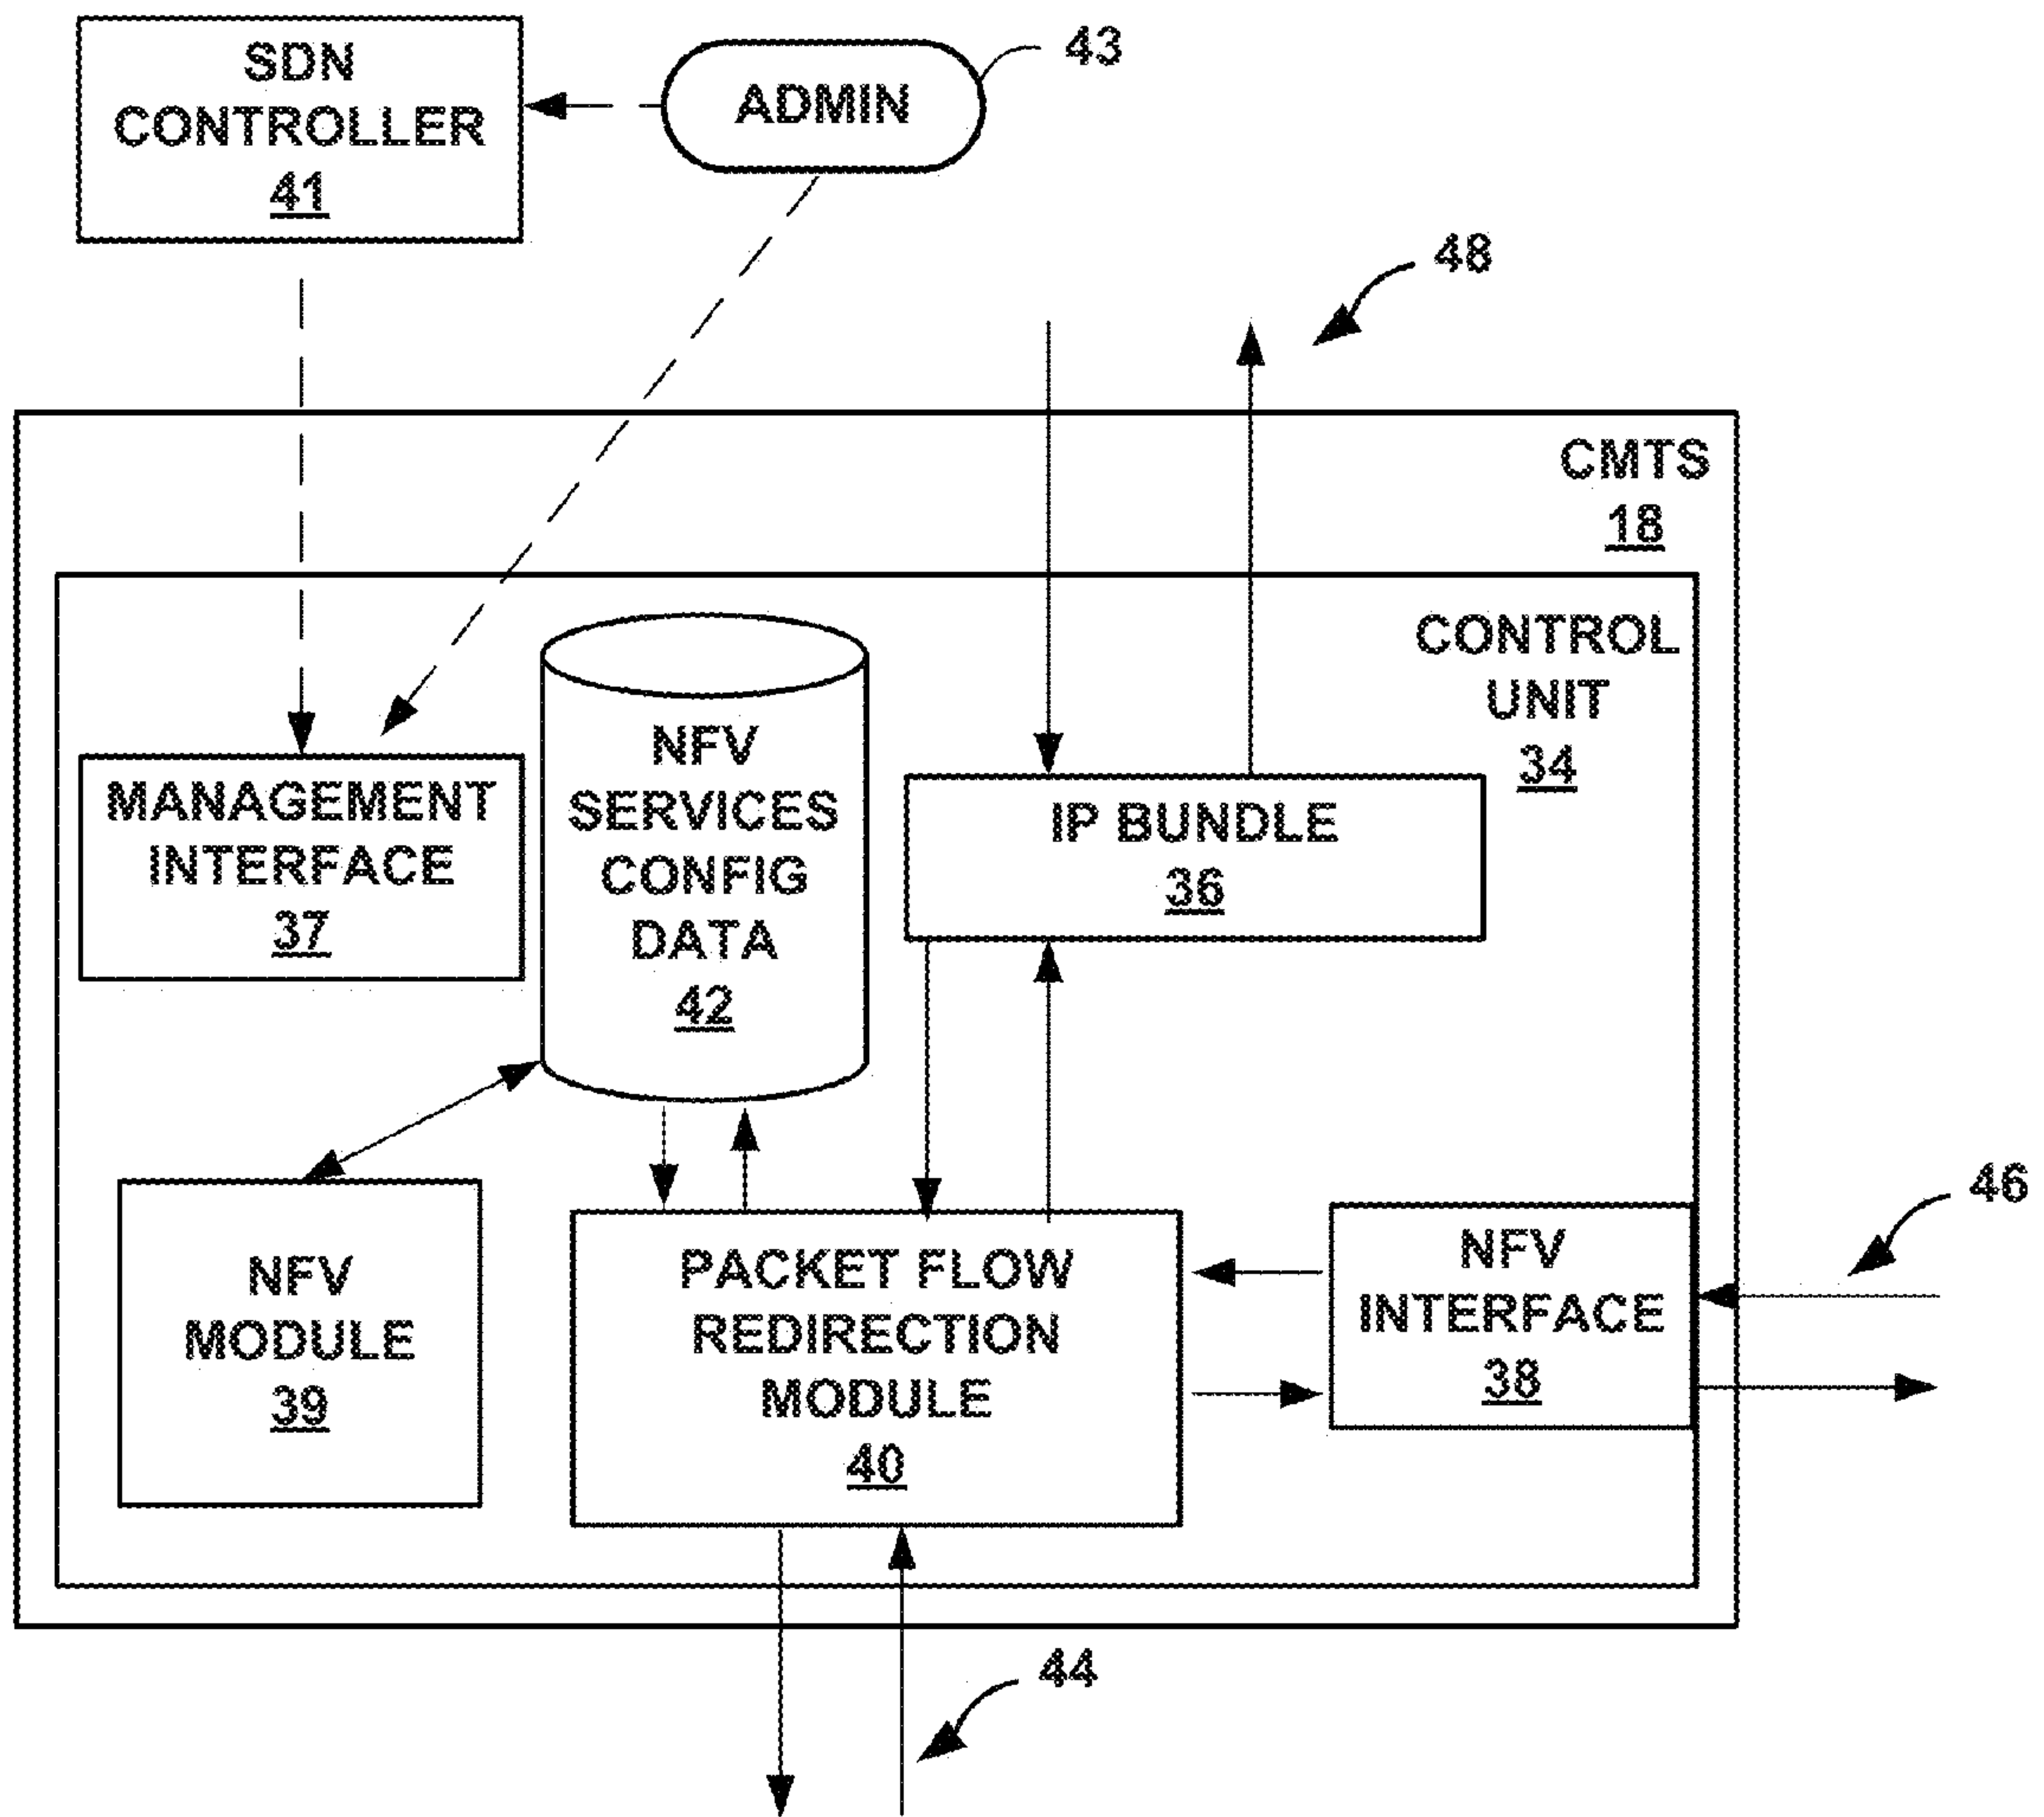 SDN
CONTROLLER
41
ADMIN
43
48
CMTS
18
CONTROL
UNIT
34
MANAGEMENT
INTERFACE
37
NFV
SERVICES
CONFIG
DATA
42
IP BUNDLE
36
NFV
MODULE
39
PACKET FLOW
REDIRECTION
MODULE
40
NFV
INTERFACE
38
46
44